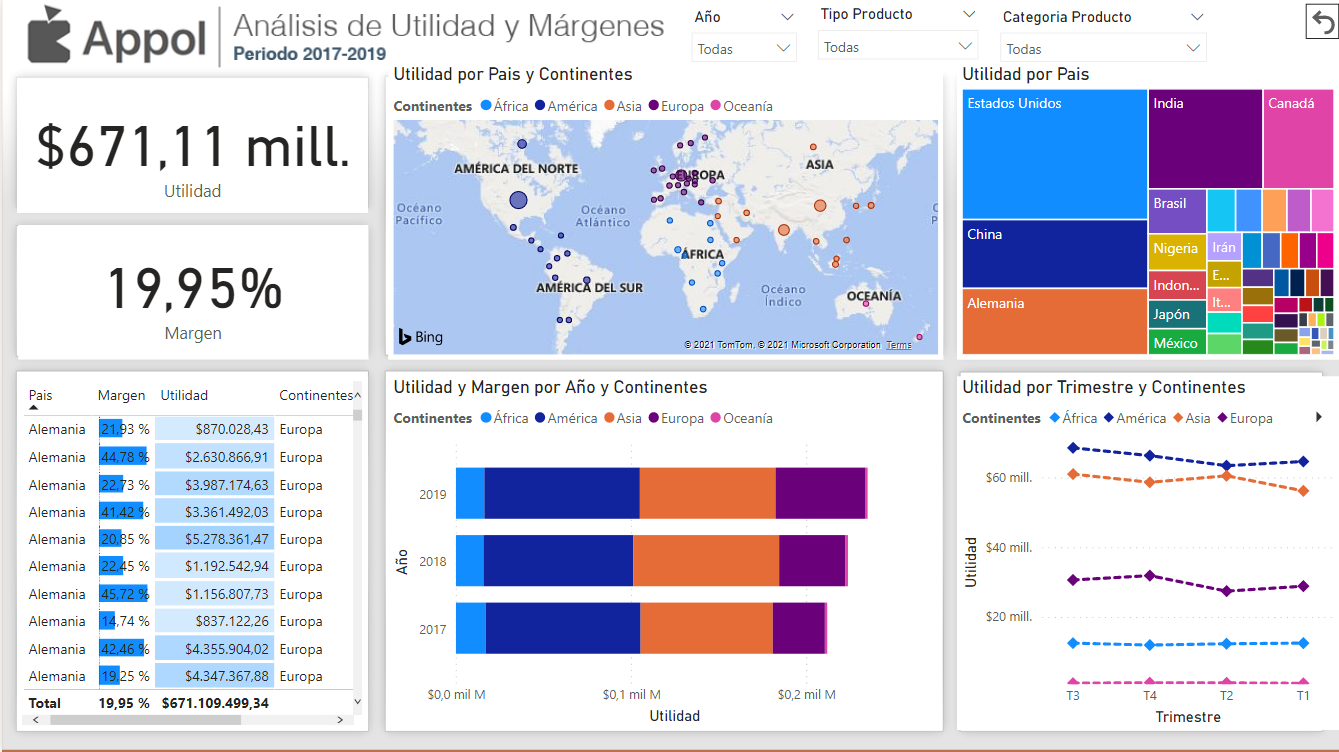 Appol
Análisis de Utilidad y Márgenes
Periodo 2017-2019
Año
Todas
Tipo Producto
Todas
Categoria Producto
Todas
$671,11 mill.
Utilidad
19,95%
Margen
Utilidad por Pais y Continentes
Continentes África América Asia Europa Oceanía
AMÉRICA DEL NORTE
EUROPA
ASIA
Océano
Pacífico
Océano
Atlántico
ÁFRICA
AMÉRICA DEL SUR
Océano
Índico
OCEANÍA
Bing
© 2021 TomTom, © 2021 Microsoft Corporation Terms
Utilidad por Pais
Estados Unidos
China
Alemania
India
Canadá
Brasil
Nigeria
Indon...
Japón
México
Irán
E...
It...
Pais Margen Utilidad Continentes
Alemania 21,93 % $870.028,43 Europa
Alemania 44,78 % $2.630.866,91 Europa
Alemania 22,73 % $3.987.174,63 Europa
Alemania 41,42 % $3.361.492,03 Europa
Alemania 20,85 % $5.278.361,47 Europa
Alemania 22,45 % $1.192.542,94 Europa
Alemania 45,72 % $1.156.807,73 Europa
Alemania 14,74 % $837.122,26 Europa
Alemania 42,46 % $4.355.904,02 Europa
Alemania 19,25 % $4.347.367,88 Europa
Total 19,95 % $671.109.499,34
Utilidad y Margen por Año y Continentes
Continentes África América Asia Europa Oceanía
Año
2019
2018
2017
$0,0 mil M $0,1 mil M $0,2 mil M
Utilidad
Utilidad por Trimestre y Continentes
Continentes África América Asia Europa
Utilidad
$60 mill.
$40 mill.
$20 mill.
T3 T4 T2 T1
Trimestre